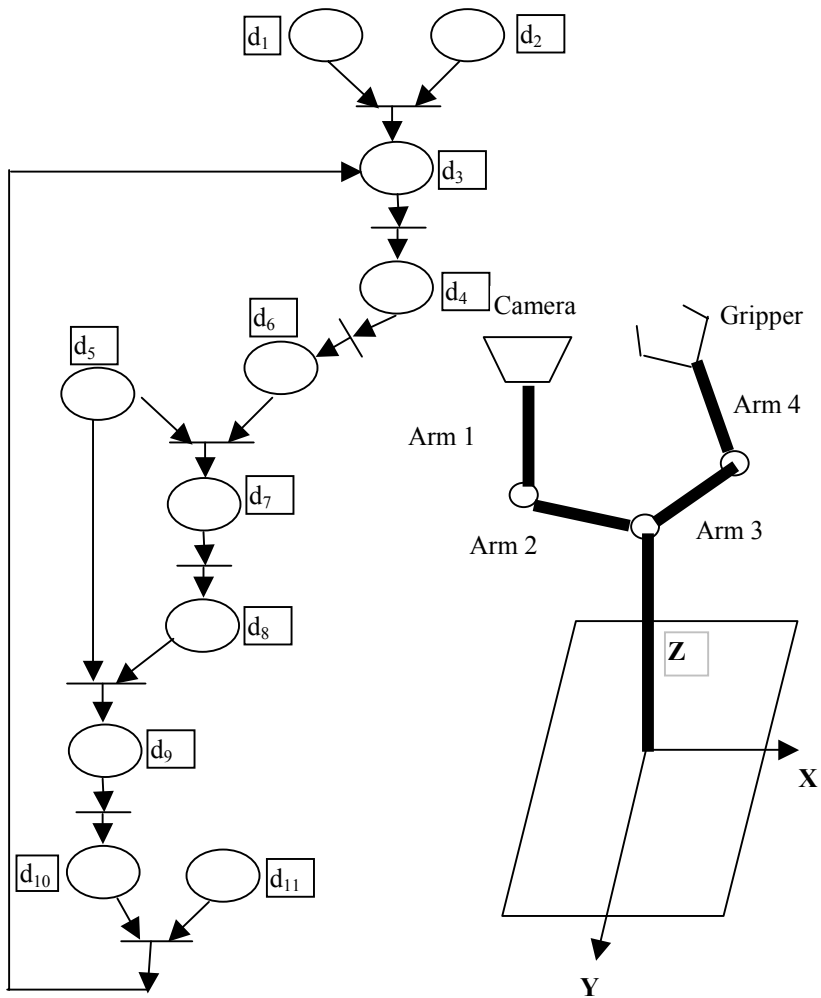 d₁
d₂
d₃
d₄
Camera
d₆
Gripper
d₅
Arm 4
Arm 1
d₇
Arm 3
Arm 2
d₈
Z
d₉
X
d₁₀
d₁₁
Y